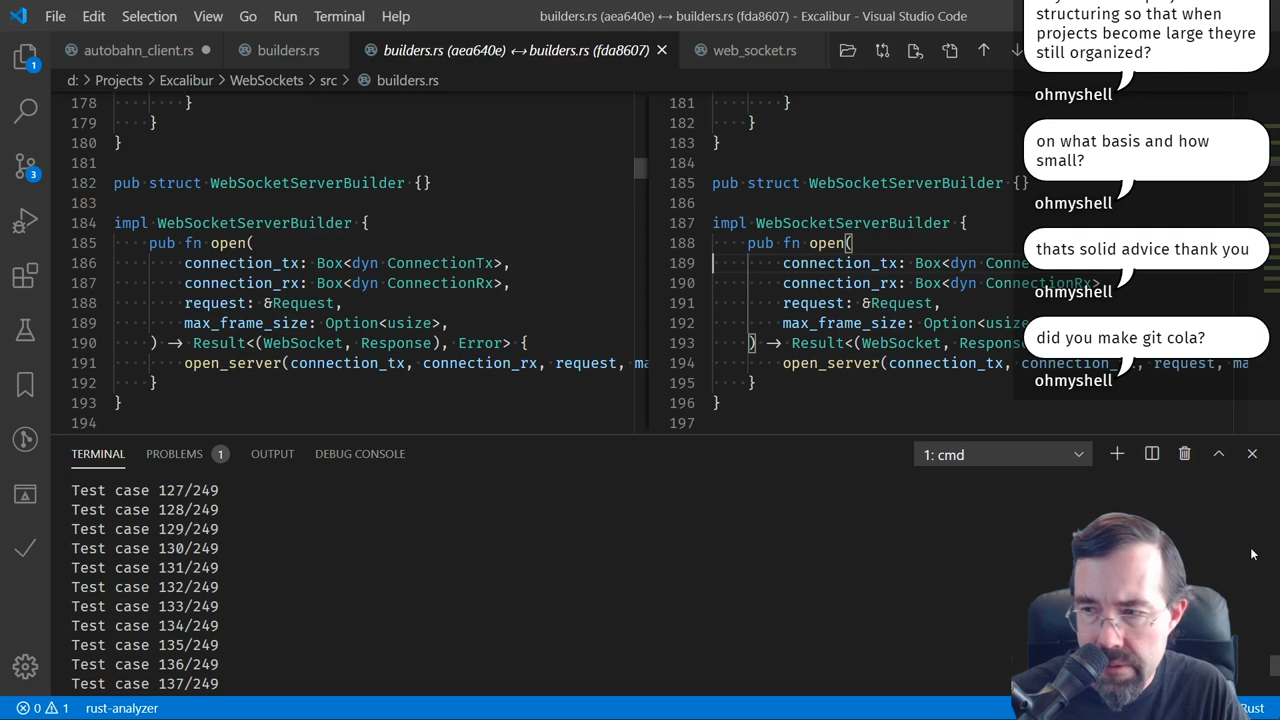 File Edit Selection View Go Run Terminal Help
builders.rs (aea640e) ⟷ builders.rs (fda8607) - Excalibur - Visual Studio Code
autobahn_client.rs
builders.rs
builders.rs (aea640e) ⟷ builders.rs (fda8607)
web_socket.rs
d: > Projects > Excalibur > WebSockets > src > builders.rs
178 ············}
179 ····}
180 }
181
182 pub·struct·WebSocketServerBuilder·{}
183
184 impl·WebSocketServerBuilder·{
185 ····pub·fn·open(
186 ········connection_tx:·Box<dyn·ConnectionTx>,
187 ········connection_rx:·Box<dyn·ConnectionRx>,
188 ········request:·&Request,
189 ········max_frame_size:·Option<usize>,
190 ····)·->·Result<(WebSocket,·Response),·Error>·{
191 ········open_server(connection_tx,·connection_rx,·request,·ma
192 ····}
193 }
194
181 ············}
182 ····}
183 }
184
185 pub·struct·WebSocketServerBuilder·{}
186
187 impl·WebSocketServerBuilder·{
188 ····pub·fn·open(
189 ········connection_tx:·Box<dyn·Conne
190 ········connection_rx:·Box<dyn·ConnectionRx>,
191 ········request:·&Request,
192 ········max_frame_size:·Option<usize
193 ····)·->·Result<(WebSocket,·Respons
194 ········open_server(connection_tx,·connection_rx,·request,·ma
195 ····}
196 }
197
structuring so that when
projects become large theyre
still organized?
ohmyshell
on what basis and how
small?
ohmyshell
thats solid advice thank you
ohmyshell
did you make git cola?
ohmyshell
TERMINAL PROBLEMS 1 OUTPUT DEBUG CONSOLE
1: cmd
Test case 127/249
Test case 128/249
Test case 129/249
Test case 130/249
Test case 131/249
Test case 132/249
Test case 133/249
Test case 134/249
Test case 135/249
Test case 136/249
Test case 137/249
1
3
0 1 rust-analyzer
Rust